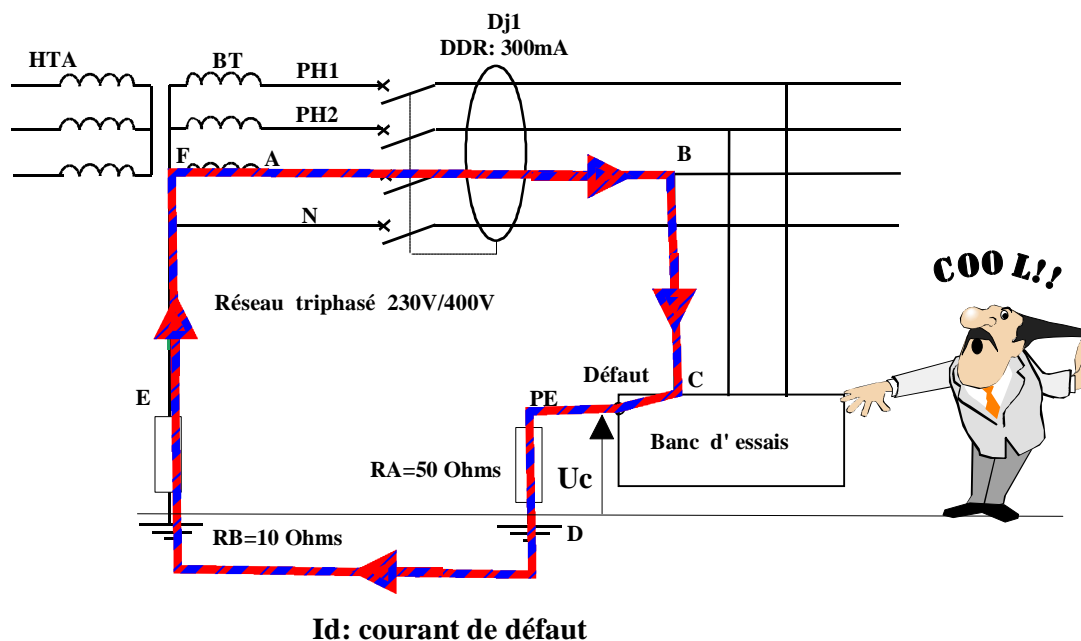 Dj1
DDR: 300mA
HTA
BT
PH1
PH2
F
A
B
N
COOL!!
Réseau triphasé 230V/400V
Défaut
C
E
PE
Banc d' essais
RA=50 Ohms
Uc
RB=10 Ohms
D
Id: courant de défaut